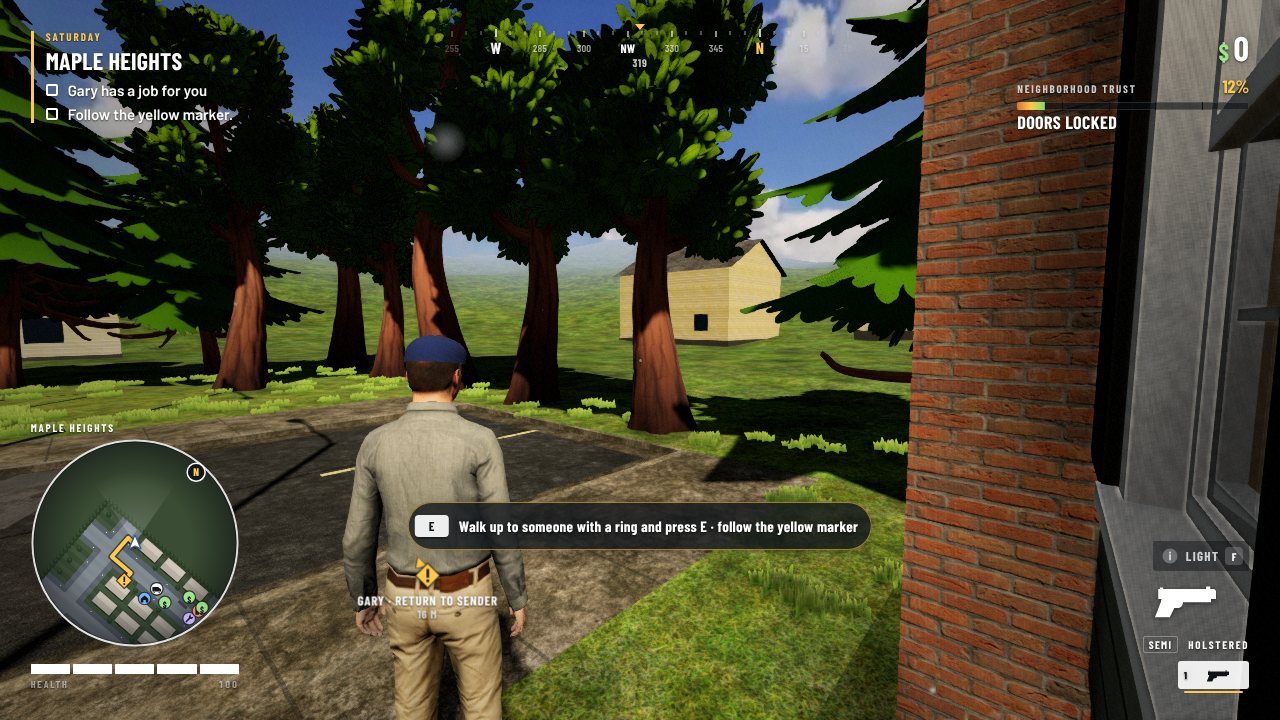 SATURDAY
MAPLE HEIGHTS
Gary has a job for you
Follow the yellow marker.
255 W 285 300 NW 330 345 N 15
319
$ 0
NEIGHBORHOOD TRUST 12%
DOORS LOCKED
E Walk up to someone with a ring and press E · follow the yellow marker
GARY · RETURN TO SENDER
16 M
MAPLE HEIGHTS
N
HEALTH 100
i LIGHT F
SEMI HOLSTERED
1